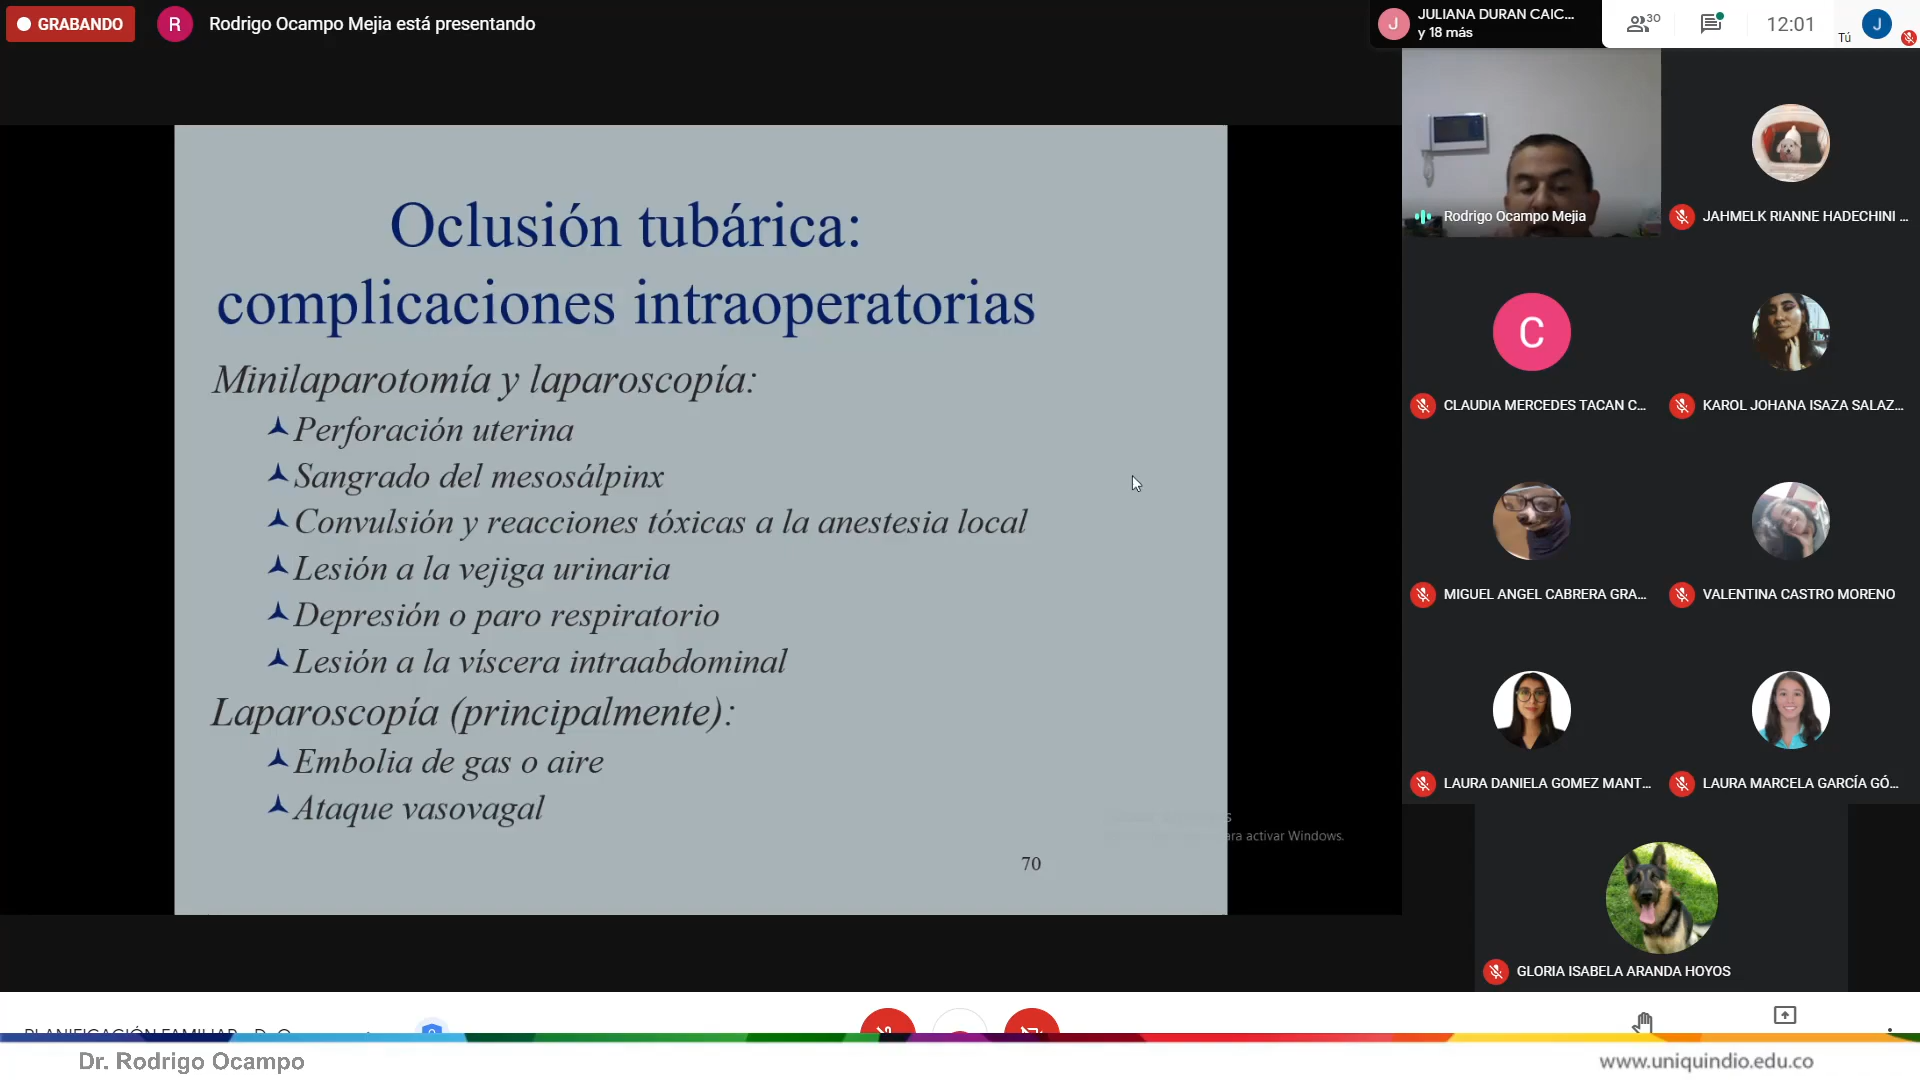 GRABANDO
R
Rodrigo Ocampo Mejia está presentando
J
JULIANA DURAN CAIC...
y 18 más
30
12:01
Tú
J
Oclusión tubárica:
complicaciones intraoperatorias
Minilaparotomía y laparoscopía:
Perforación uterina
Sangrado del mesosálpinx
Convulsión y reacciones tóxicas a la anestesia local
Lesión a la vejiga urinaria
Depresión o paro respiratorio
Lesión a la víscera intraabdominal
Laparoscopía (principalmente):
Embolia de gas o aire
Ataque vasovagal
70
para activar Windows.
Rodrigo Ocampo Mejia
JAHMELK RIANNE HADECHINI ...
C
CLAUDIA MERCEDES TACAN C...
KAROL JOHANA ISAZA SALAZ...
MIGUEL ANGEL CABRERA GRA...
VALENTINA CASTRO MORENO
LAURA DANIELA GOMEZ MANT...
LAURA MARCELA GARCÍA GÓ...
GLORIA ISABELA ARANDA HOYOS
PLANIFICACIÓN FAMILIAR
Dr. Rodrigo Ocampo
www.uniquindio.edu.co